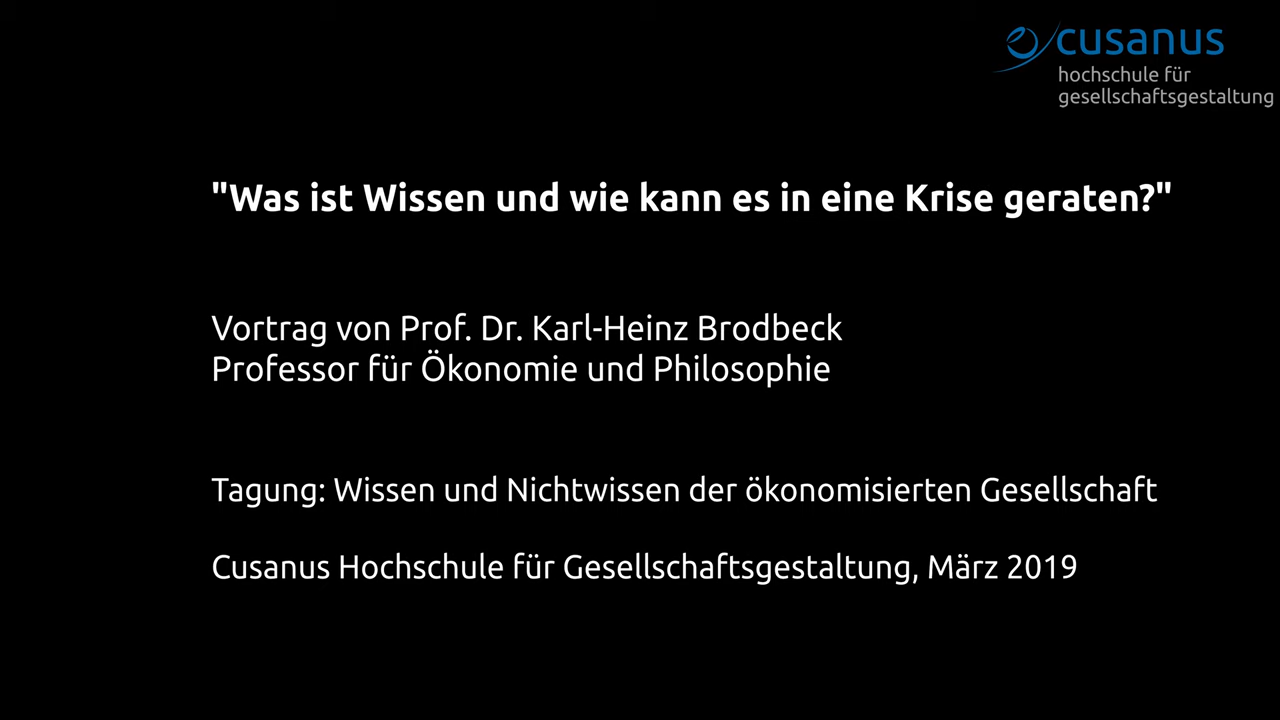 cusanus
hochschule für
gesellschaftsgestaltung
"Was ist Wissen und wie kann es in eine Krise geraten?"
Vortrag von Prof. Dr. Karl-Heinz Brodbeck
Professor für Ökonomie und Philosophie
Tagung: Wissen und Nichtwissen der ökonomisierten Gesellschaft
Cusanus Hochschule für Gesellschaftsgestaltung, März 2019